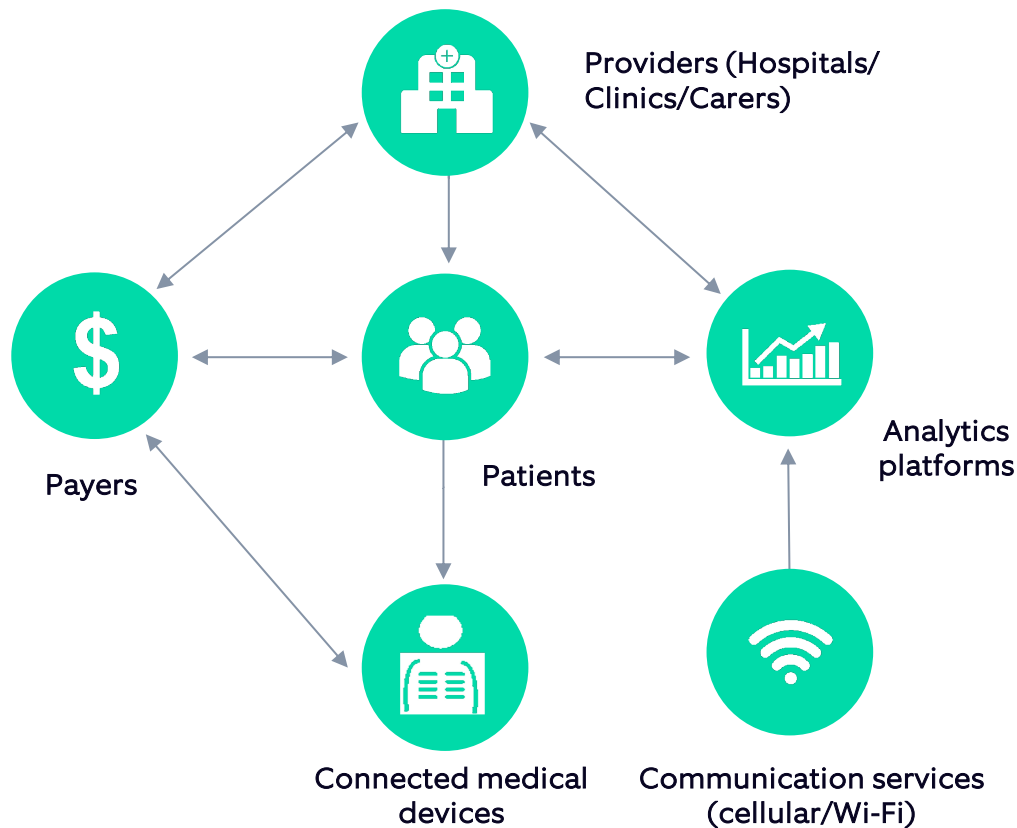 Providers (Hospitals/
Clinics/Carers)
$
Payers
Patients
Analytics
platforms
Connected medical
devices
Communication services
(cellular/Wi-Fi)